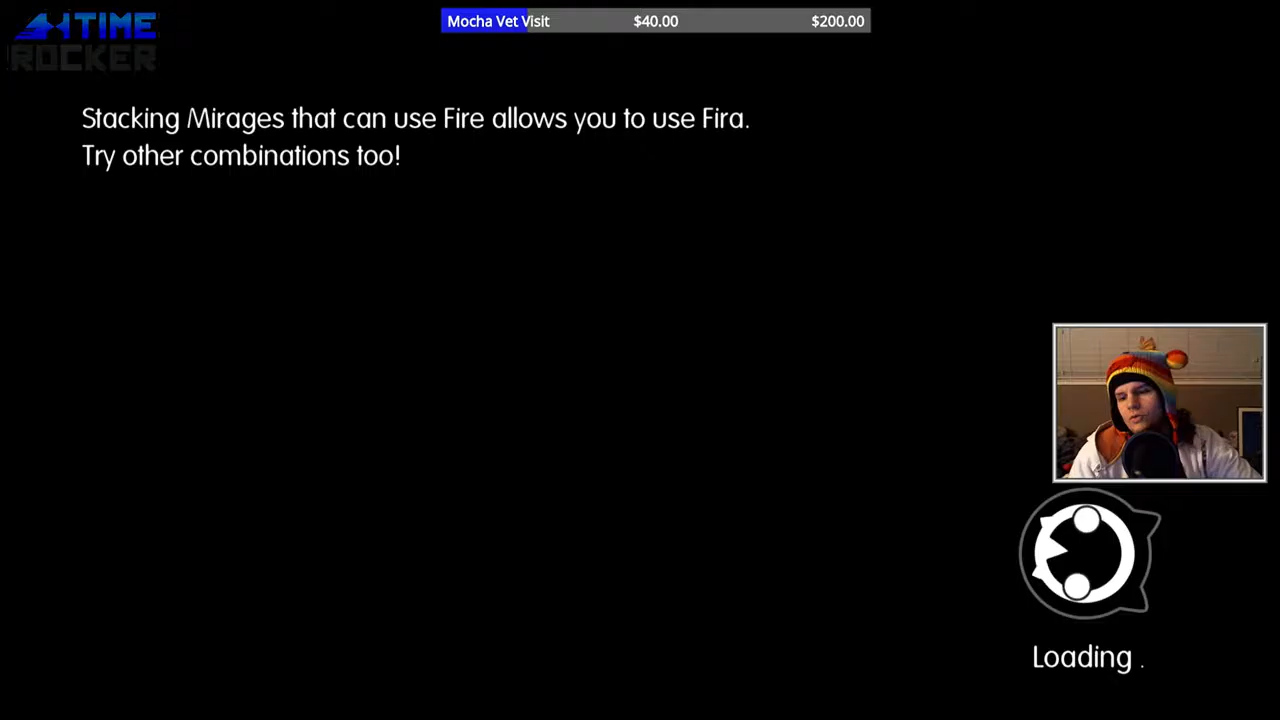 TIME
ROCKER
Mocha Vet Visit $40.00 $200.00
Stacking Mirages that can use Fire allows you to use Fira.
Try other combinations too!
Loading .